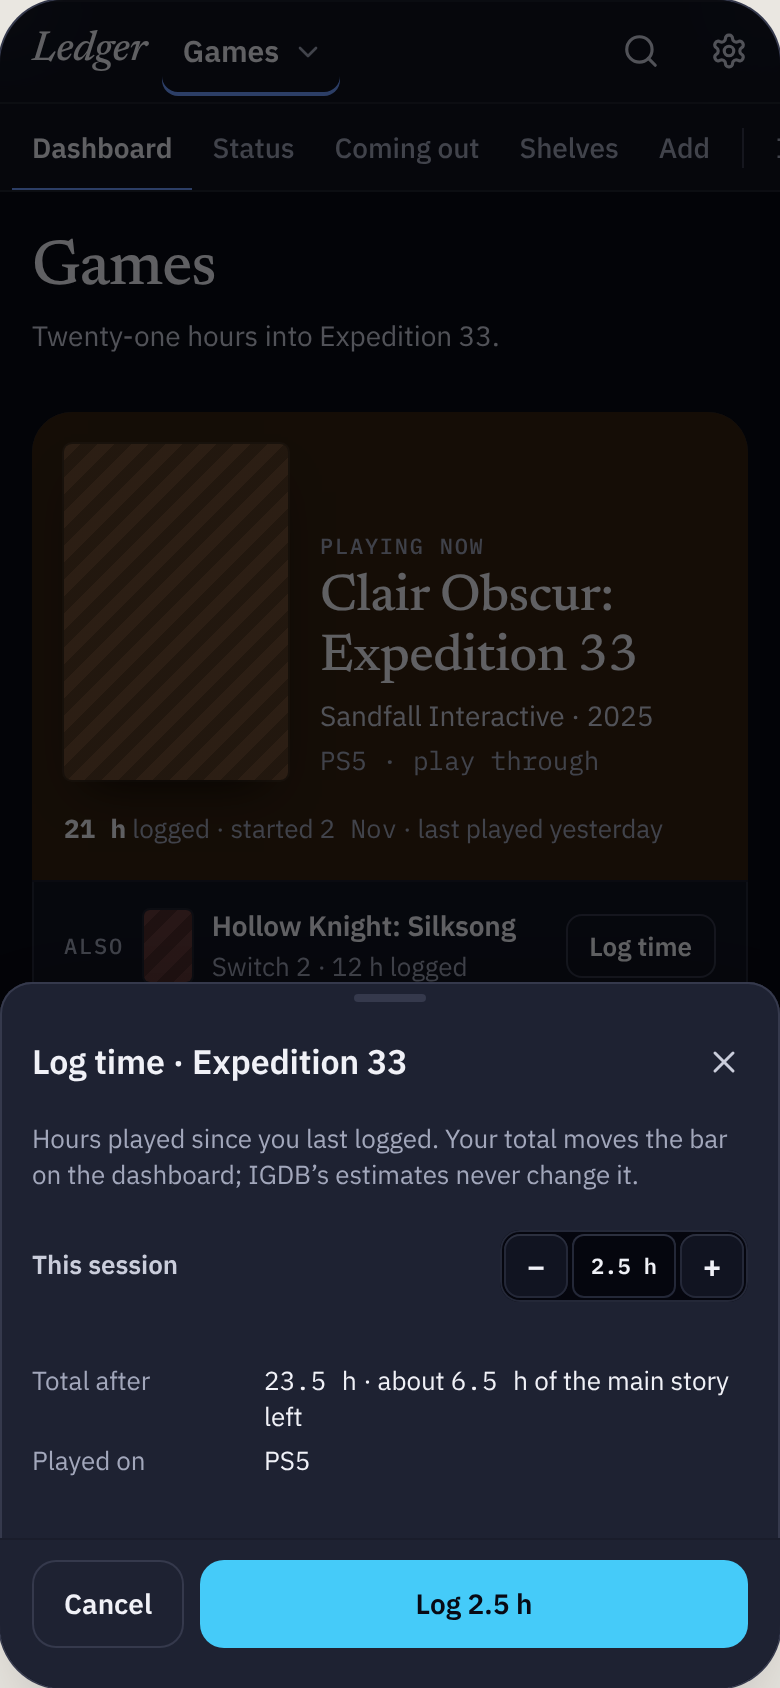 Ledger Games
Dashboard Status Coming out Shelves Add
Games
Twenty-one hours into Expedition 33.
PLAYING NOW
Clair Obscur:
Expedition 33
Sandfall Interactive · 2025
PS5 · play through
21 h logged · started 2 Nov · last played yesterday
ALSO
Hollow Knight: Silksong
Switch 2 · 12 h logged
Log time
Log time · Expedition 33
Hours played since you last logged. Your total moves the bar
on the dashboard; IGDB’s estimates never change it.
This session
− 2.5 h +
Total after
23.5 h · about 6.5 h of the main story
left
Played on
PS5
Cancel
Log 2.5 h